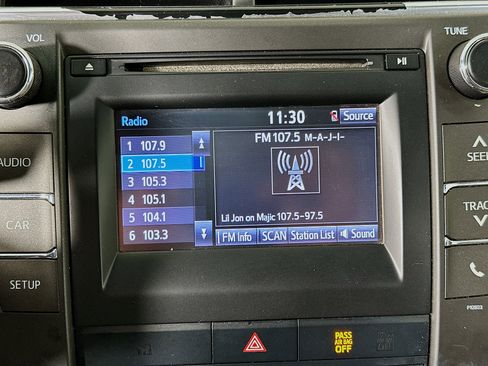 VOL
TUNE
Radio
11:30
Source
FM 107.5 M-A-J-I-
1 107.9
2 107.5
3 105.3
4 105.1
5 104.1
6 103.3
Lil Jon on Majic 107.5-97.5
FM Info
SCAN
Station List
Sound
AUDIO
CAR
SETUP
SEEK
TRACK
P12033
PASS
AIR BAG
OFF